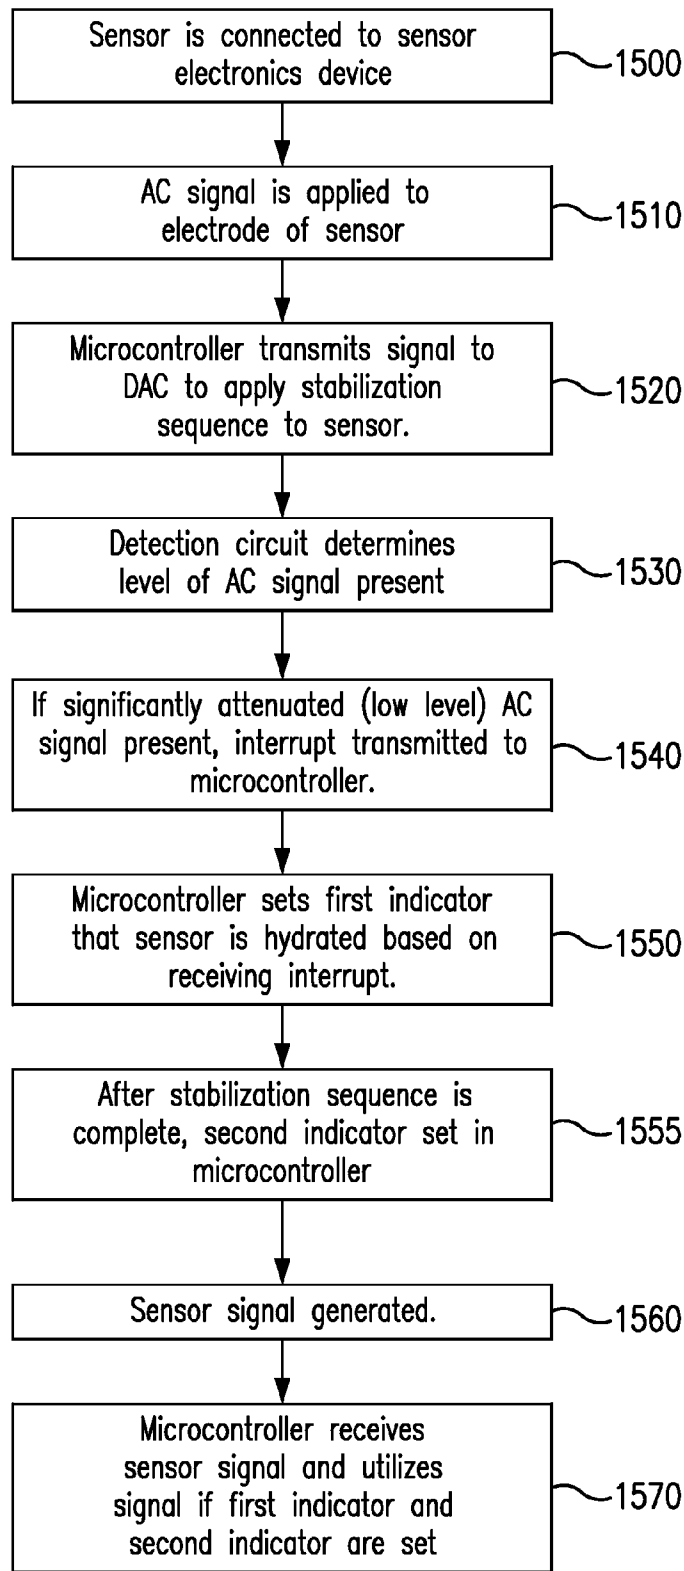 Sensor is connected to sensor
electronics device
1500
AC signal is applied to
electrode of sensor
1510
Microcontroller transmits signal to
DAC to apply stabilization
sequence to sensor.
1520
Detection circuit determines
level of AC signal present
1530
If significantly attenuated (low level) AC
signal present, interrupt transmitted to
microcontroller.
1540
Microcontroller sets first indicator
that sensor is hydrated based on
receiving interrupt.
1550
After stabilization sequence is
complete, second indicator set in
microcontroller
1555
Sensor signal generated.
1560
Microcontroller receives
sensor signal and utilizes
signal if first indicator and
second indicator are set
1570